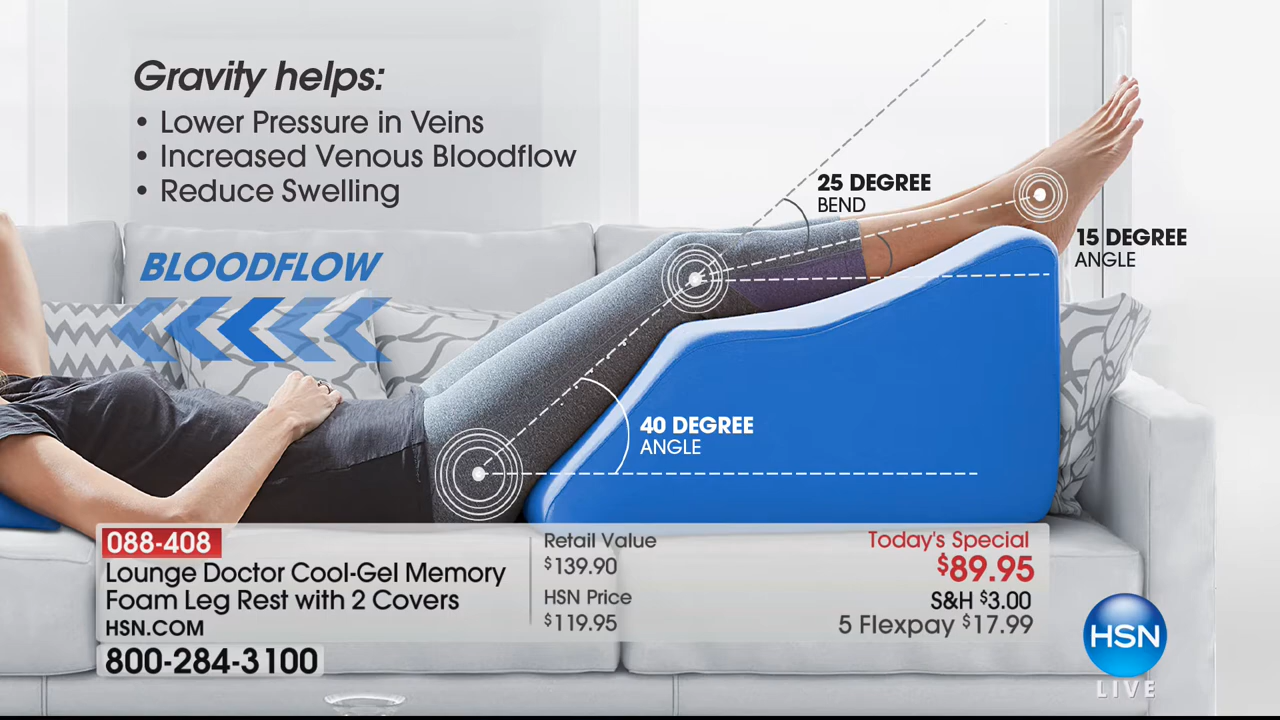 Gravity helps:
• Lower Pressure in Veins
• Increased Venous Bloodflow
• Reduce Swelling
25 DEGREE
BEND
15 DEGREE
ANGLE
BLOODFLOW
40 DEGREE
ANGLE
088-408
Lounge Doctor Cool-Gel Memory
Foam Leg Rest with 2 Covers
HSN.COM
800-284-3100
Retail Value
$139.90
HSN Price
$119.95
Today's Special
$89.95
S&H $3.00
5 Flexpay $17.99
HSN
LIVE